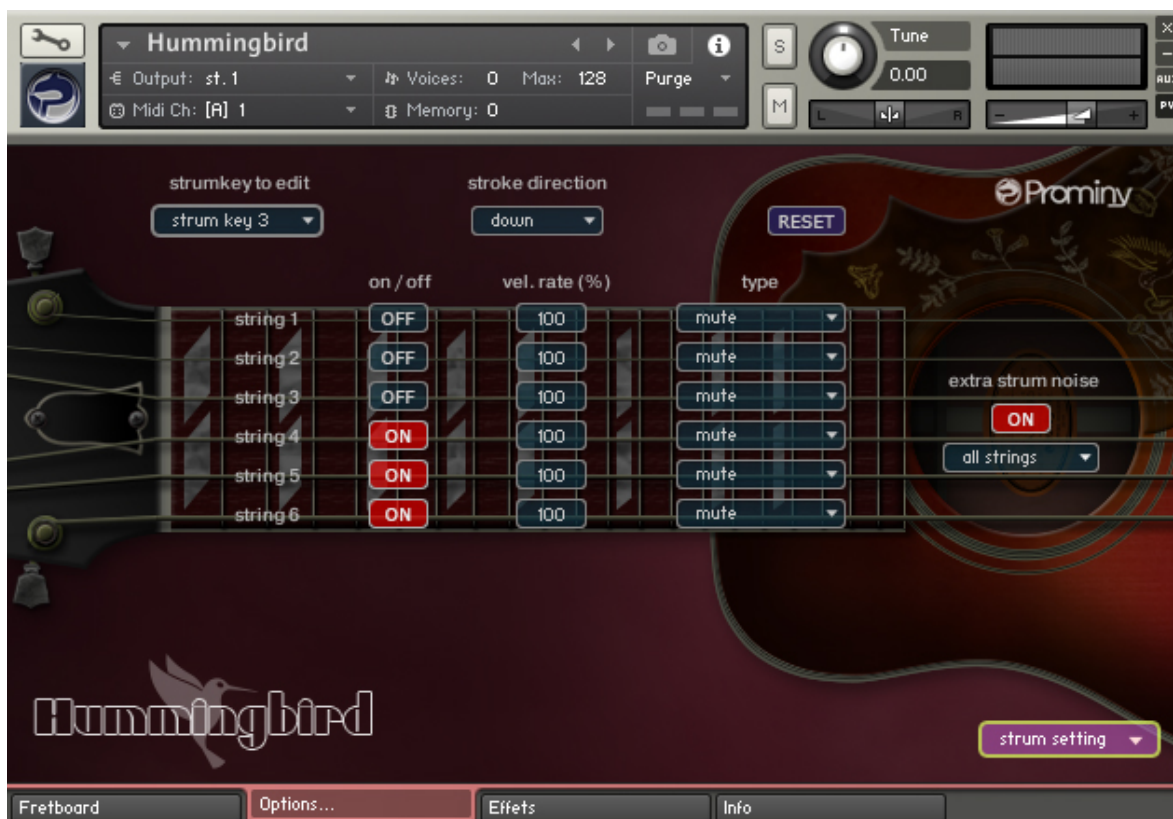 Hummingbird
i
S
Tune
X
Output: st. 1
Voices: 0 Max: 128
Purge
0.00
AUX
Midi Ch: [A] 1
Memory: 0
M
L R
- +
PV
strumkey to edit
stroke direction
Prominy
strum key 3
down
RESET
on / off
vel. rate (%)
type
string 1 OFF 100 mute
string 2 OFF 100 mute
string 3 OFF 100 mute
extra strum noise
ON
string 4 ON 100 mute
all strings
string 5 ON 100 mute
string 6 ON 100 mute
Hummingbird
strum setting
Fretboard
Options...
Effets
Info